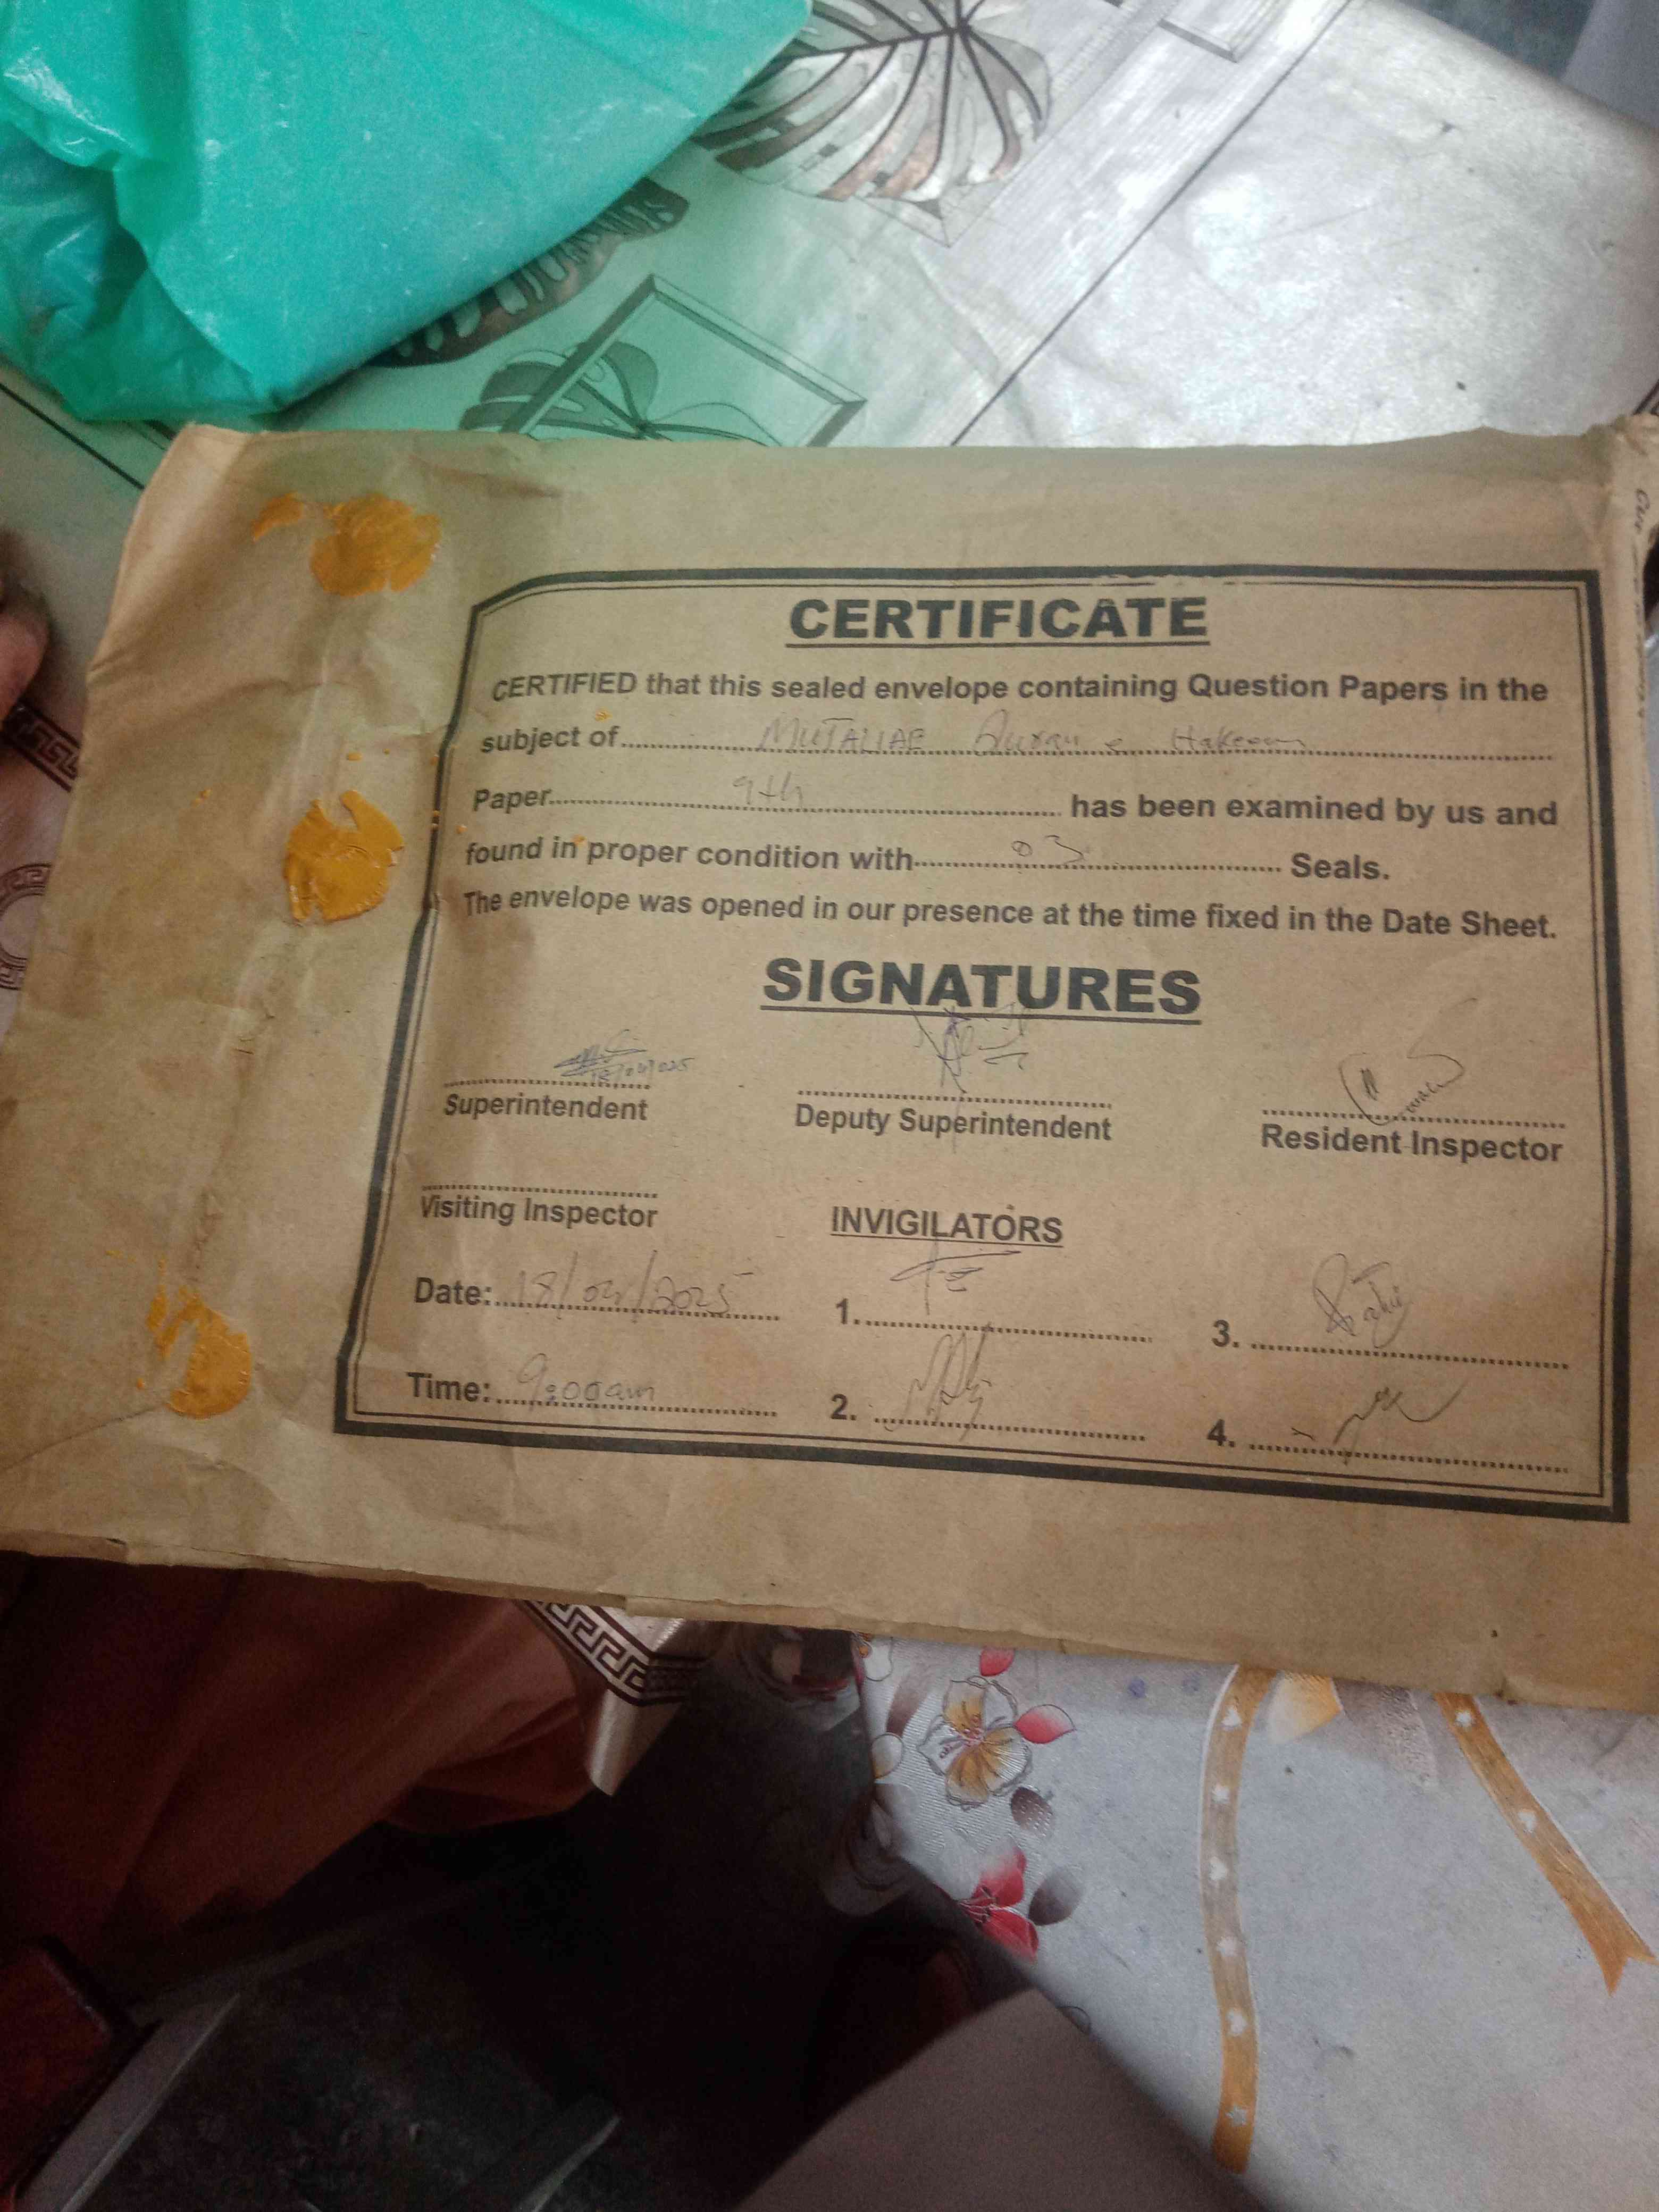 CERTIFICATE
CERTIFIED that this sealed envelope containing Question Papers in the
subject of MUTALIAE Quran e Hakeem
Paper 9th has been examined by us and
found in proper condition with 03 Seals.
The envelope was opened in our presence at the time fixed in the Date Sheet.
SIGNATURES
Superintendent
Deputy Superintendent
Resident Inspector
Visiting Inspector
INVIGILATORS
Date: 18/04/2025
1.
3.
Time: 9:00am
2.
4.